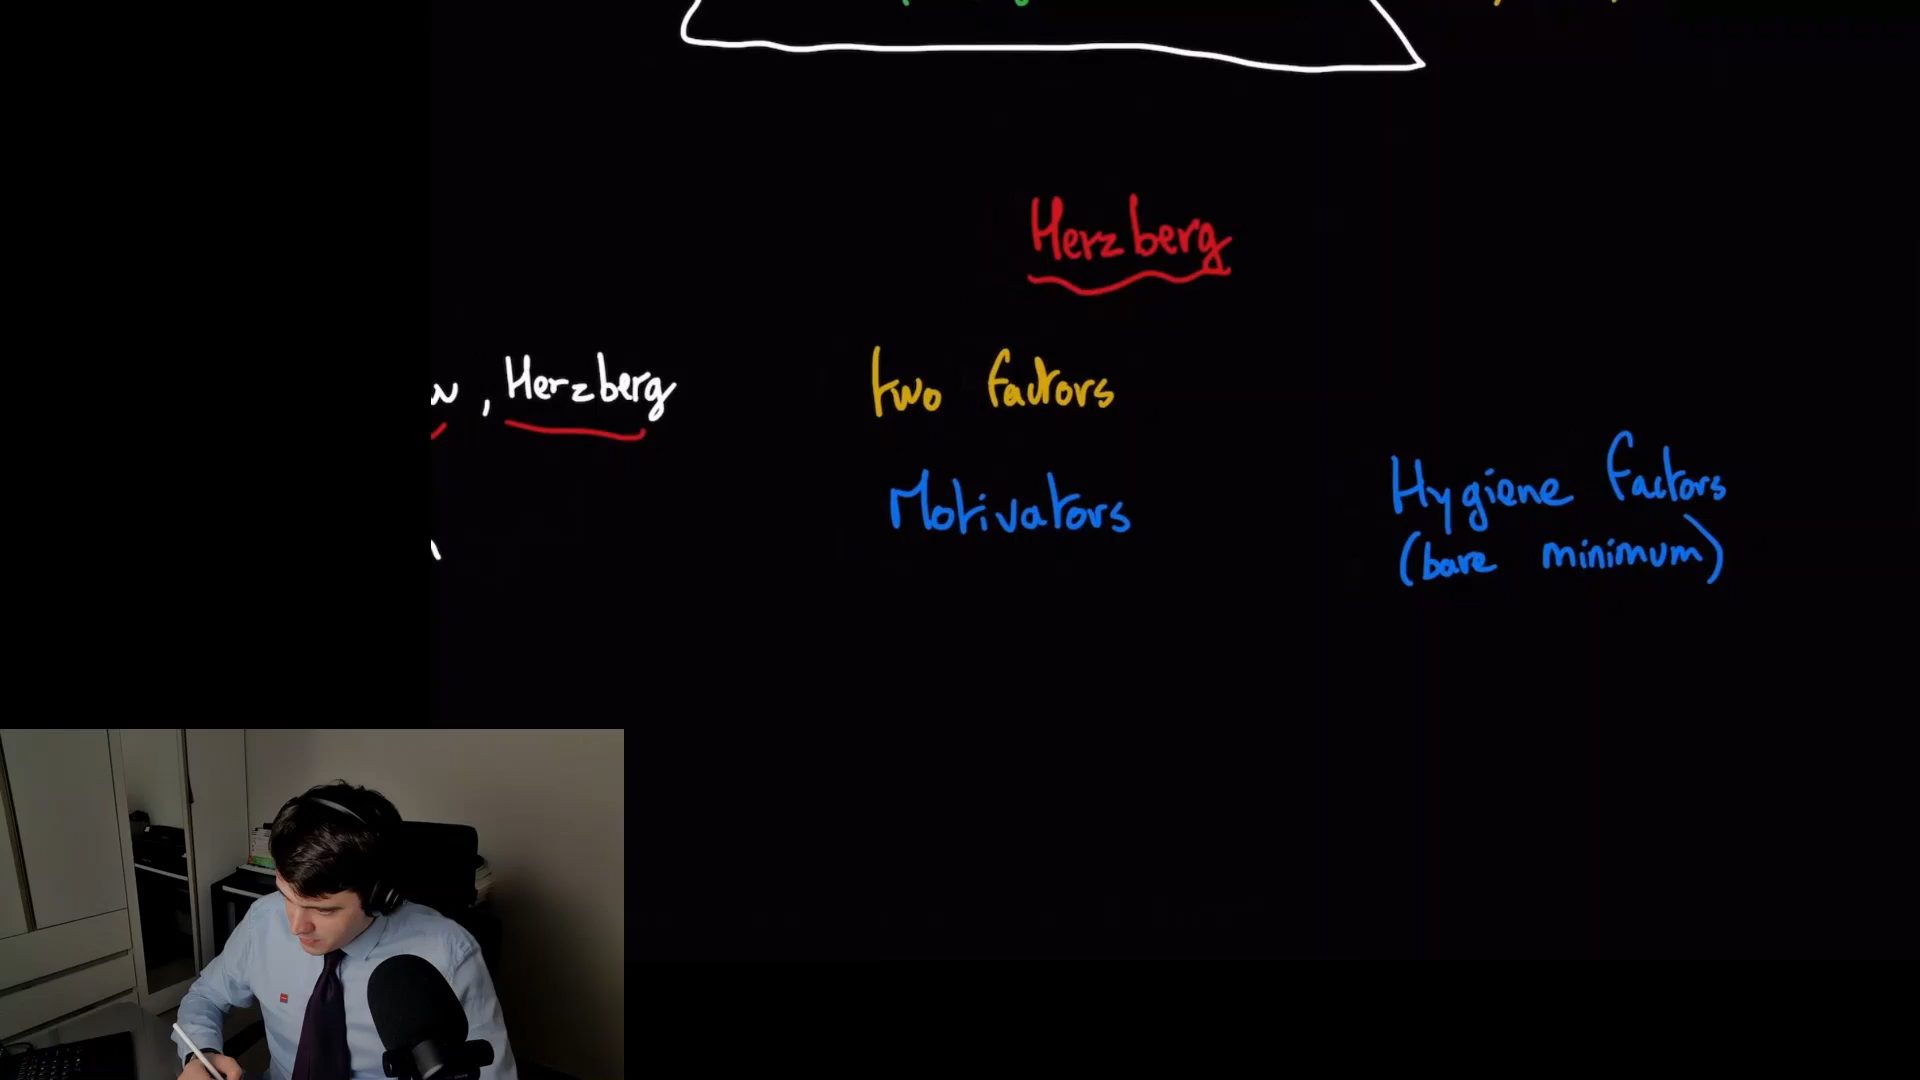 Herzberg
, Herzberg
two factors
Motivators
Hygiene factors
(bare minimum)